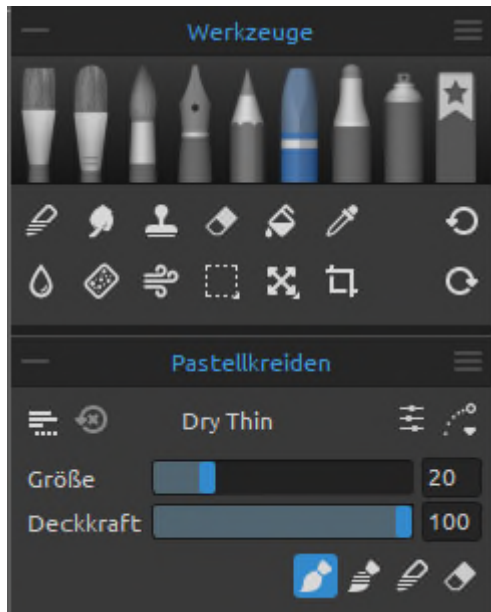 Werkzeuge
Pastellkreiden
Dry Thin
Größe 20
Deckkraft 100